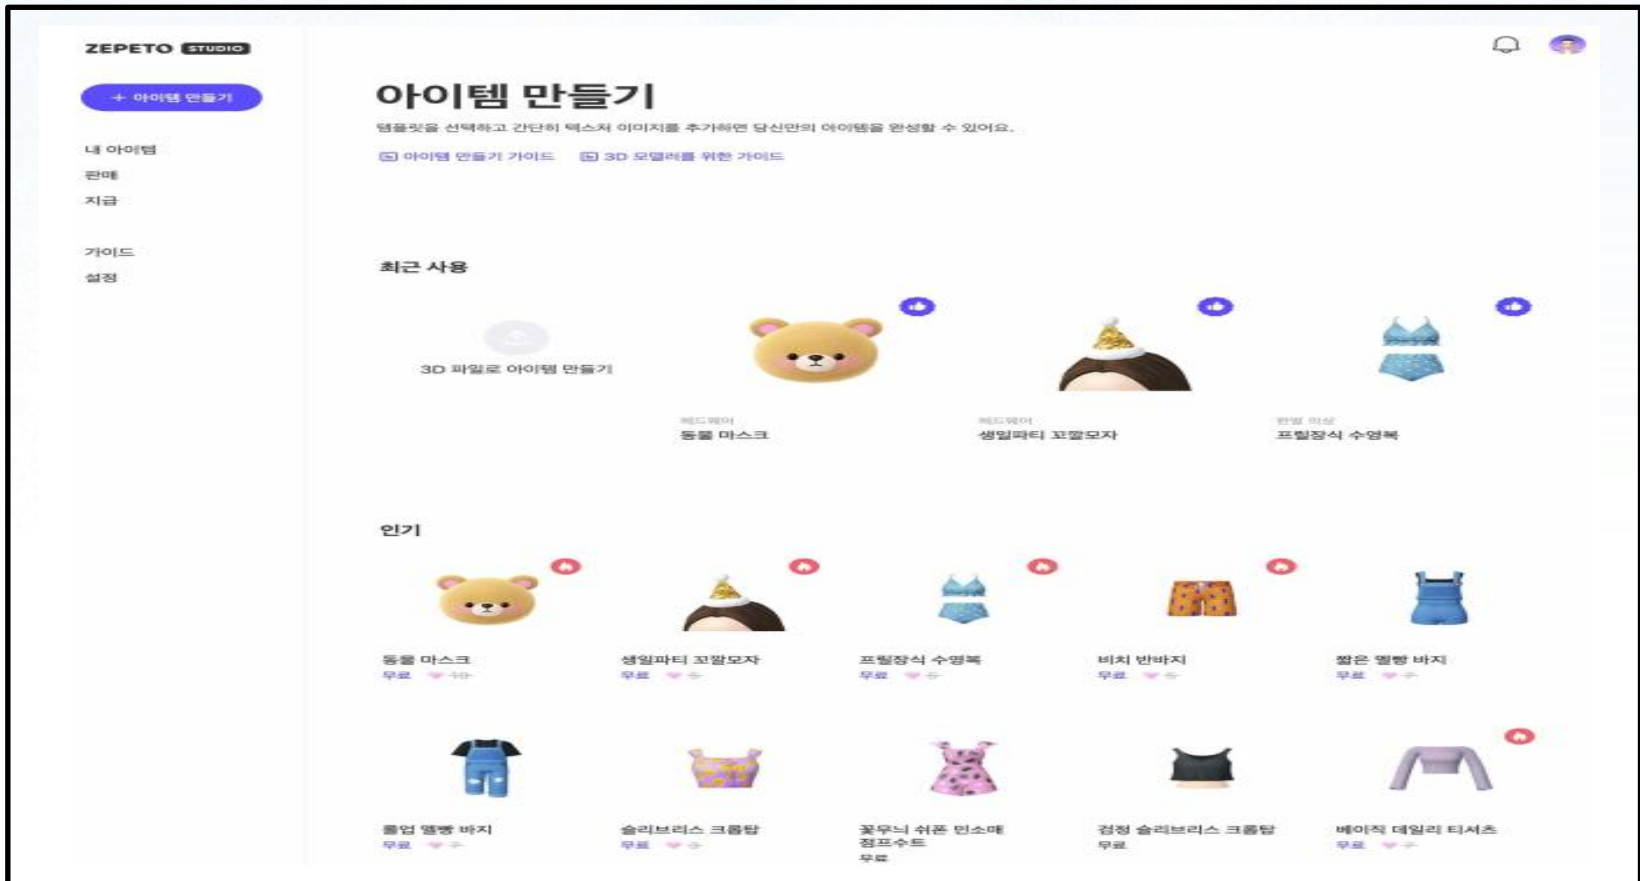 ZEPETO STUDIO
+ 아이템 만들기
내 아이템
판매
지급
가이드
설정
아이템 만들기
템플릿을 선택하고 간단히 텍스처 이미지를 추가하면 당신만의 아이템을 완성할 수 있어요.
아이템 만들기 가이드 3D 모델러를 위한 가이드
최근 사용
3D 파일로 아이템 만들기
헤드웨어 헤드웨어 한벌 의상
동물 마스크 생일파티 꼬깔모자 프릴장식 수영복
인기
동물 마스크 생일파티 꼬깔모자 프릴장식 수영복 비치 반바지 짧은 멜빵 바지
무료 10 무료 5 무료 무료 5 무료
롤업 멜빵 바지 슬리브리스 크롭탑 꽃무늬 쉬폰 민소매 검정 슬리브리스 크롭탑 베이직 데일리 티셔츠
무료 무료 점프수트 무료 무료
무료